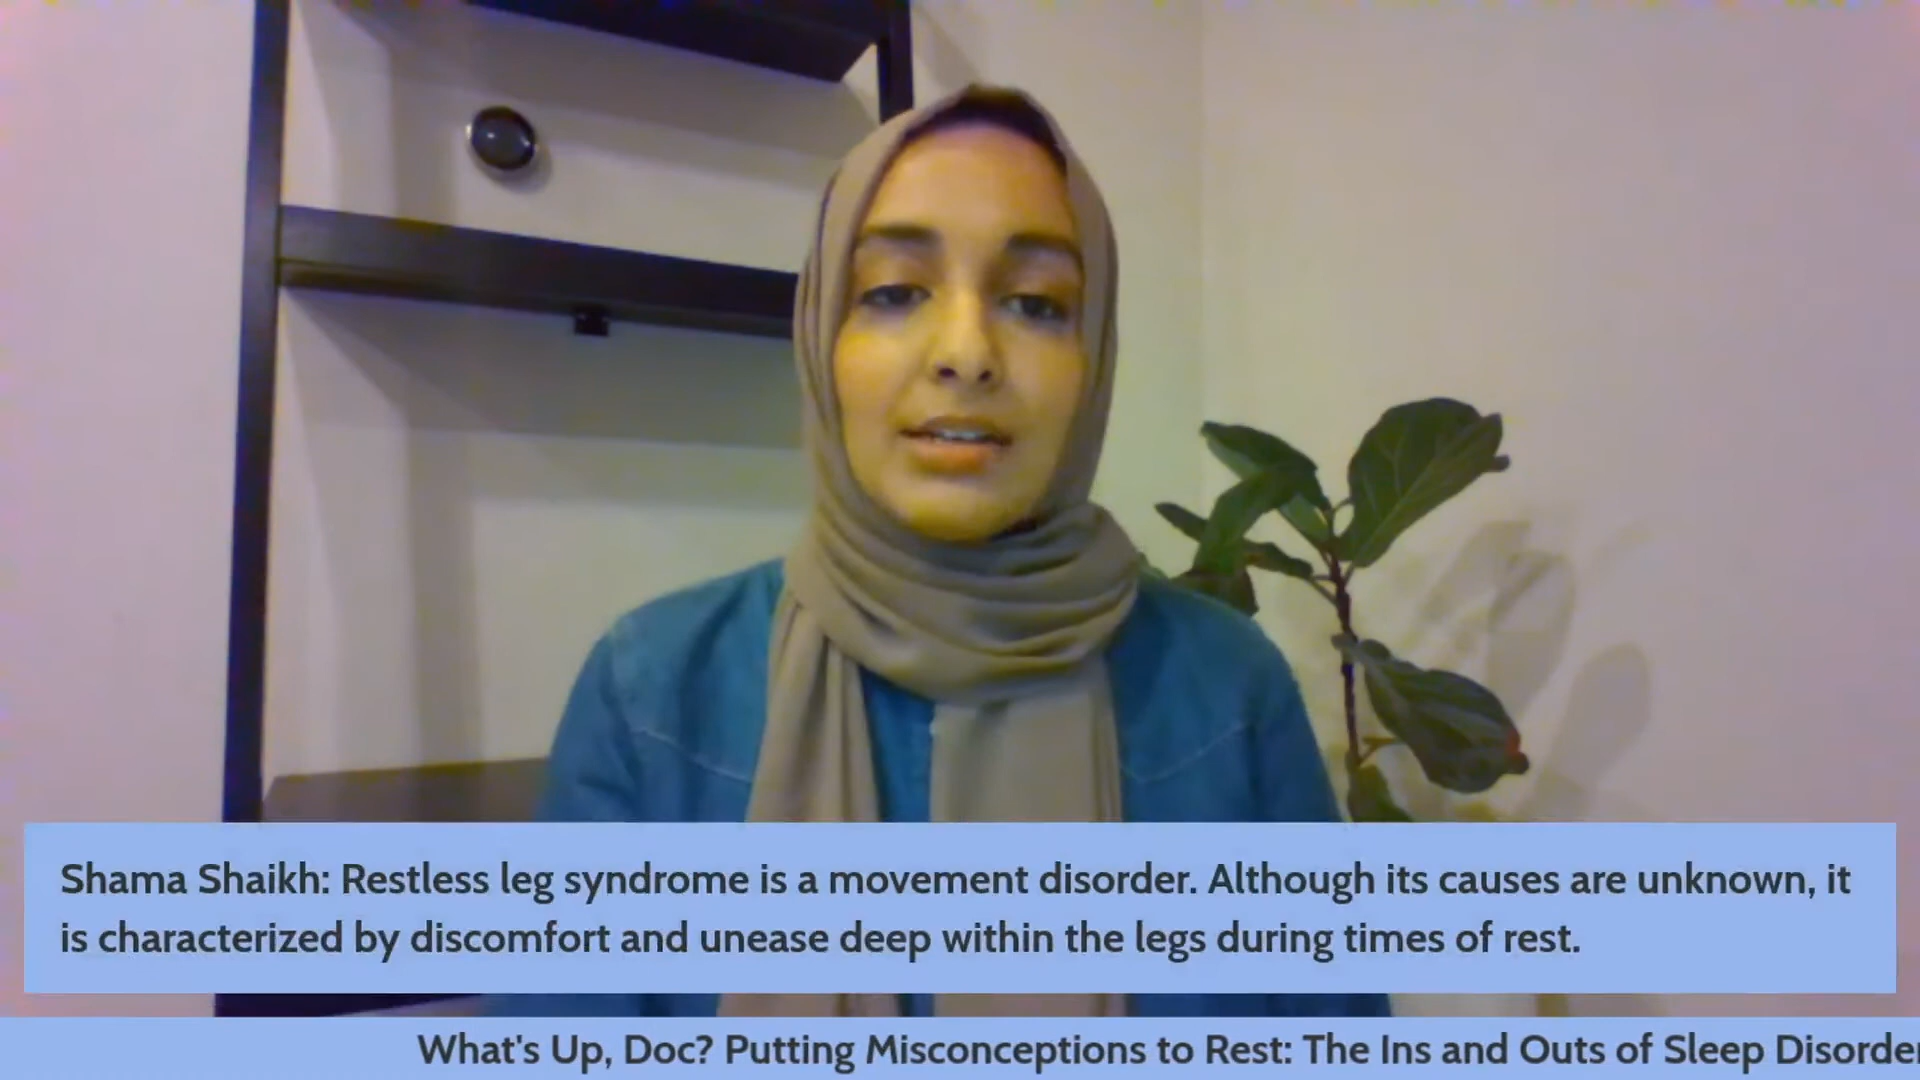 Shama Shaikh: Restless leg syndrome is a movement disorder. Although its causes are unknown, it
is characterized by discomfort and unease deep within the legs during times of rest.
What's Up, Doc? Putting Misconceptions to Rest: The Ins and Outs of Sleep Disorder